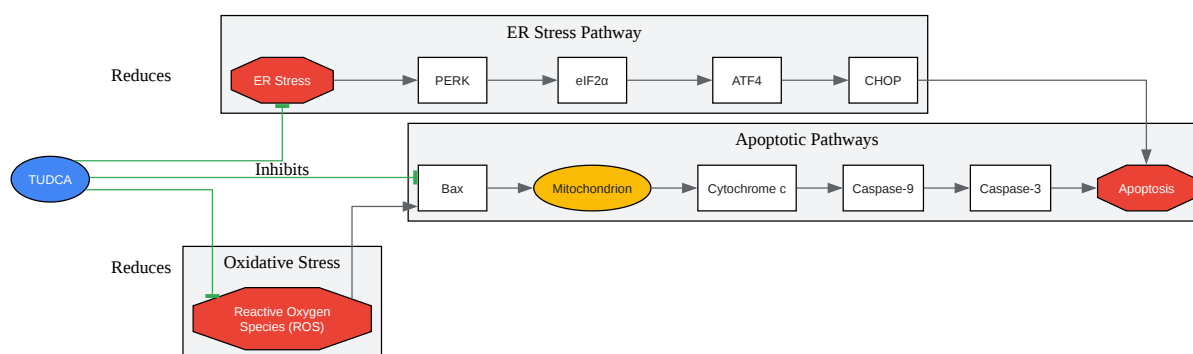 ER Stress Pathway
Reduces
ER Stress
PERK
eIF2α
ATF4
CHOP
Apoptotic Pathways
TUDCA
Inhibits
Bax
Mitochondrion
Cytochrome c
Caspase-9
Caspase-3
Apoptosis
Reduces
Oxidative Stress
Reactive Oxygen
Species (ROS)